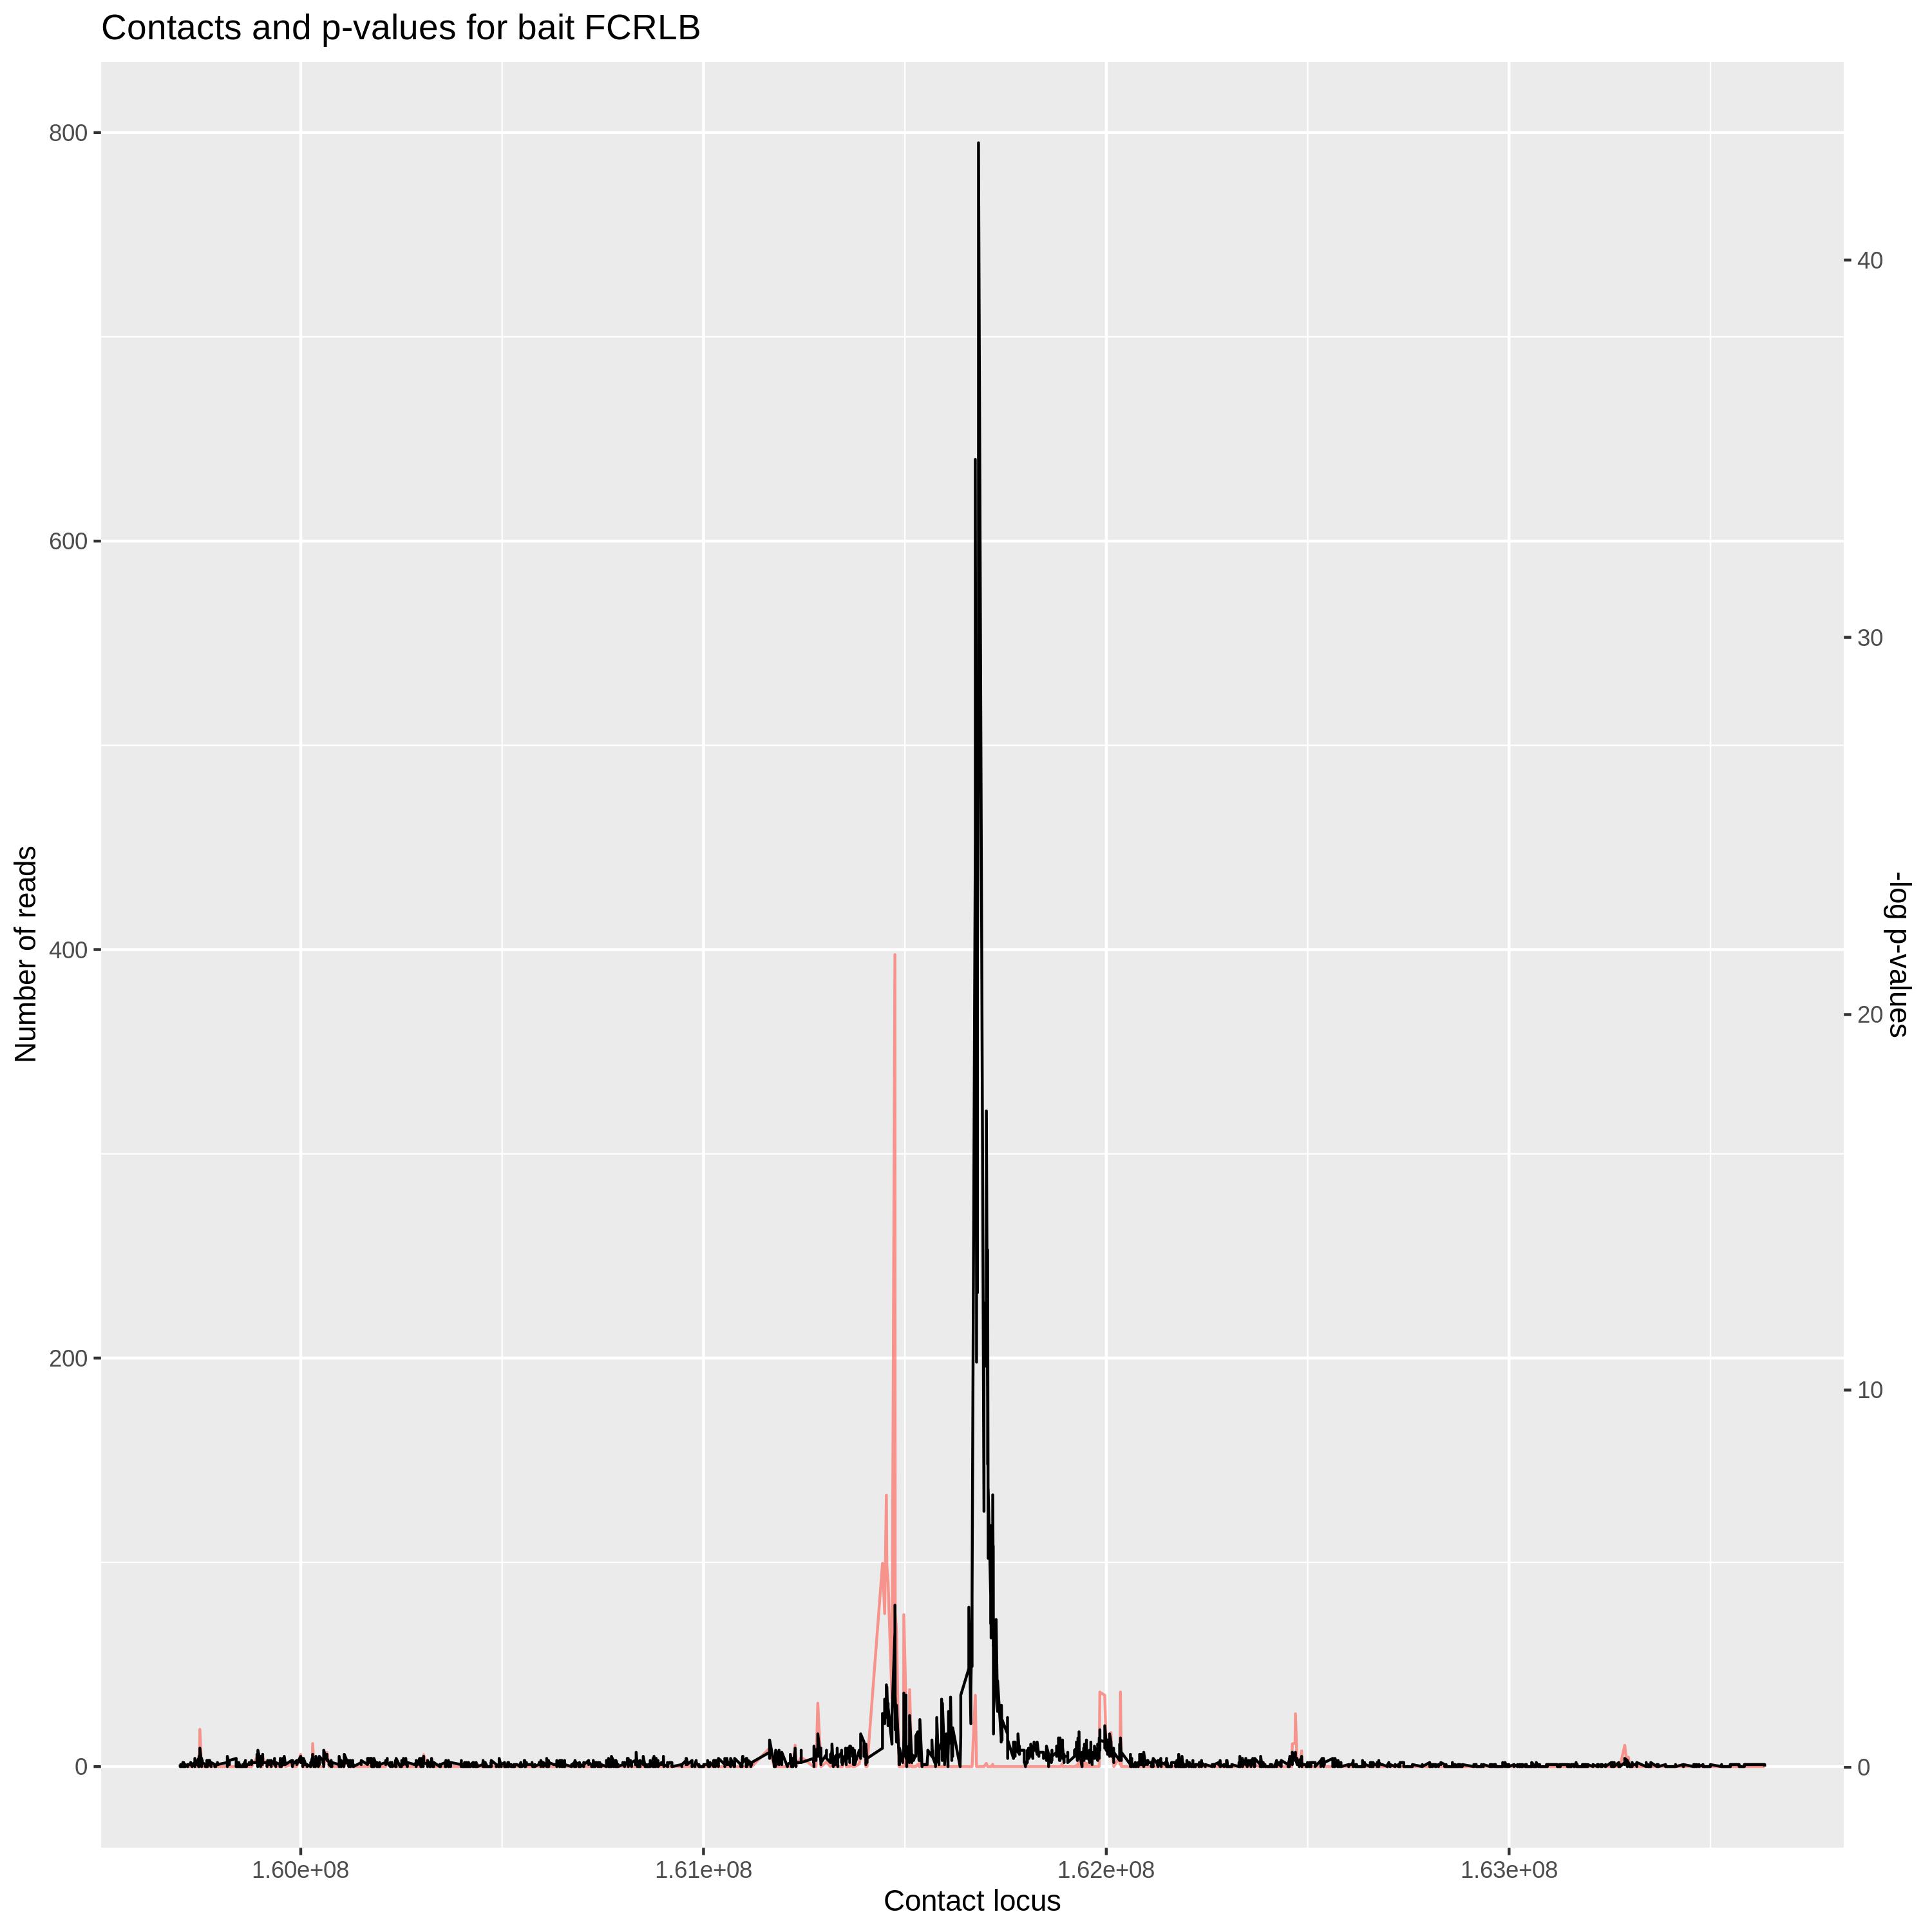 Contacts and p-values for bait FCRLB
800
600
400
200
0
Number of reads
40
30
20
10
0
-log p-values
1.60e+08
1.61e+08
1.62e+08
1.63e+08
Contact locus